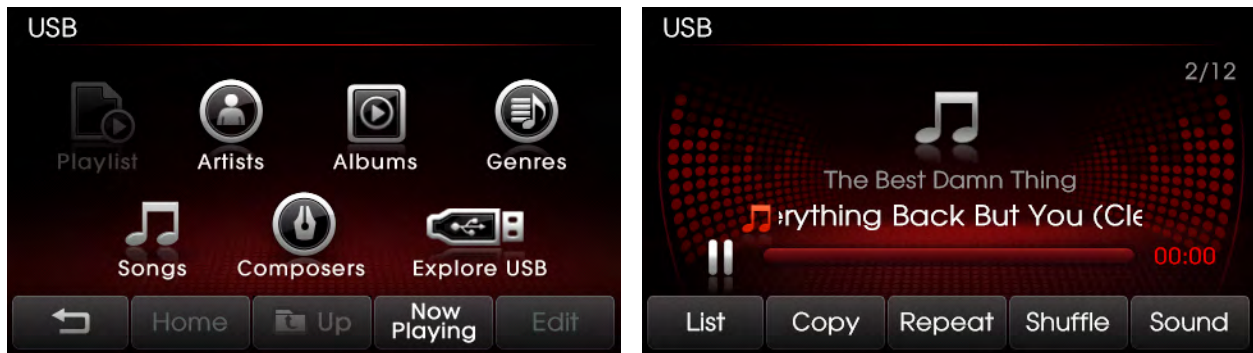 USB
Playlist Artists Albums Genres
Songs Composers Explore USB
Home Up Now Playing Edit
USB
2/12
The Best Damn Thing
erything Back But You (Cle
00:00
List Copy Repeat Shuffle Sound